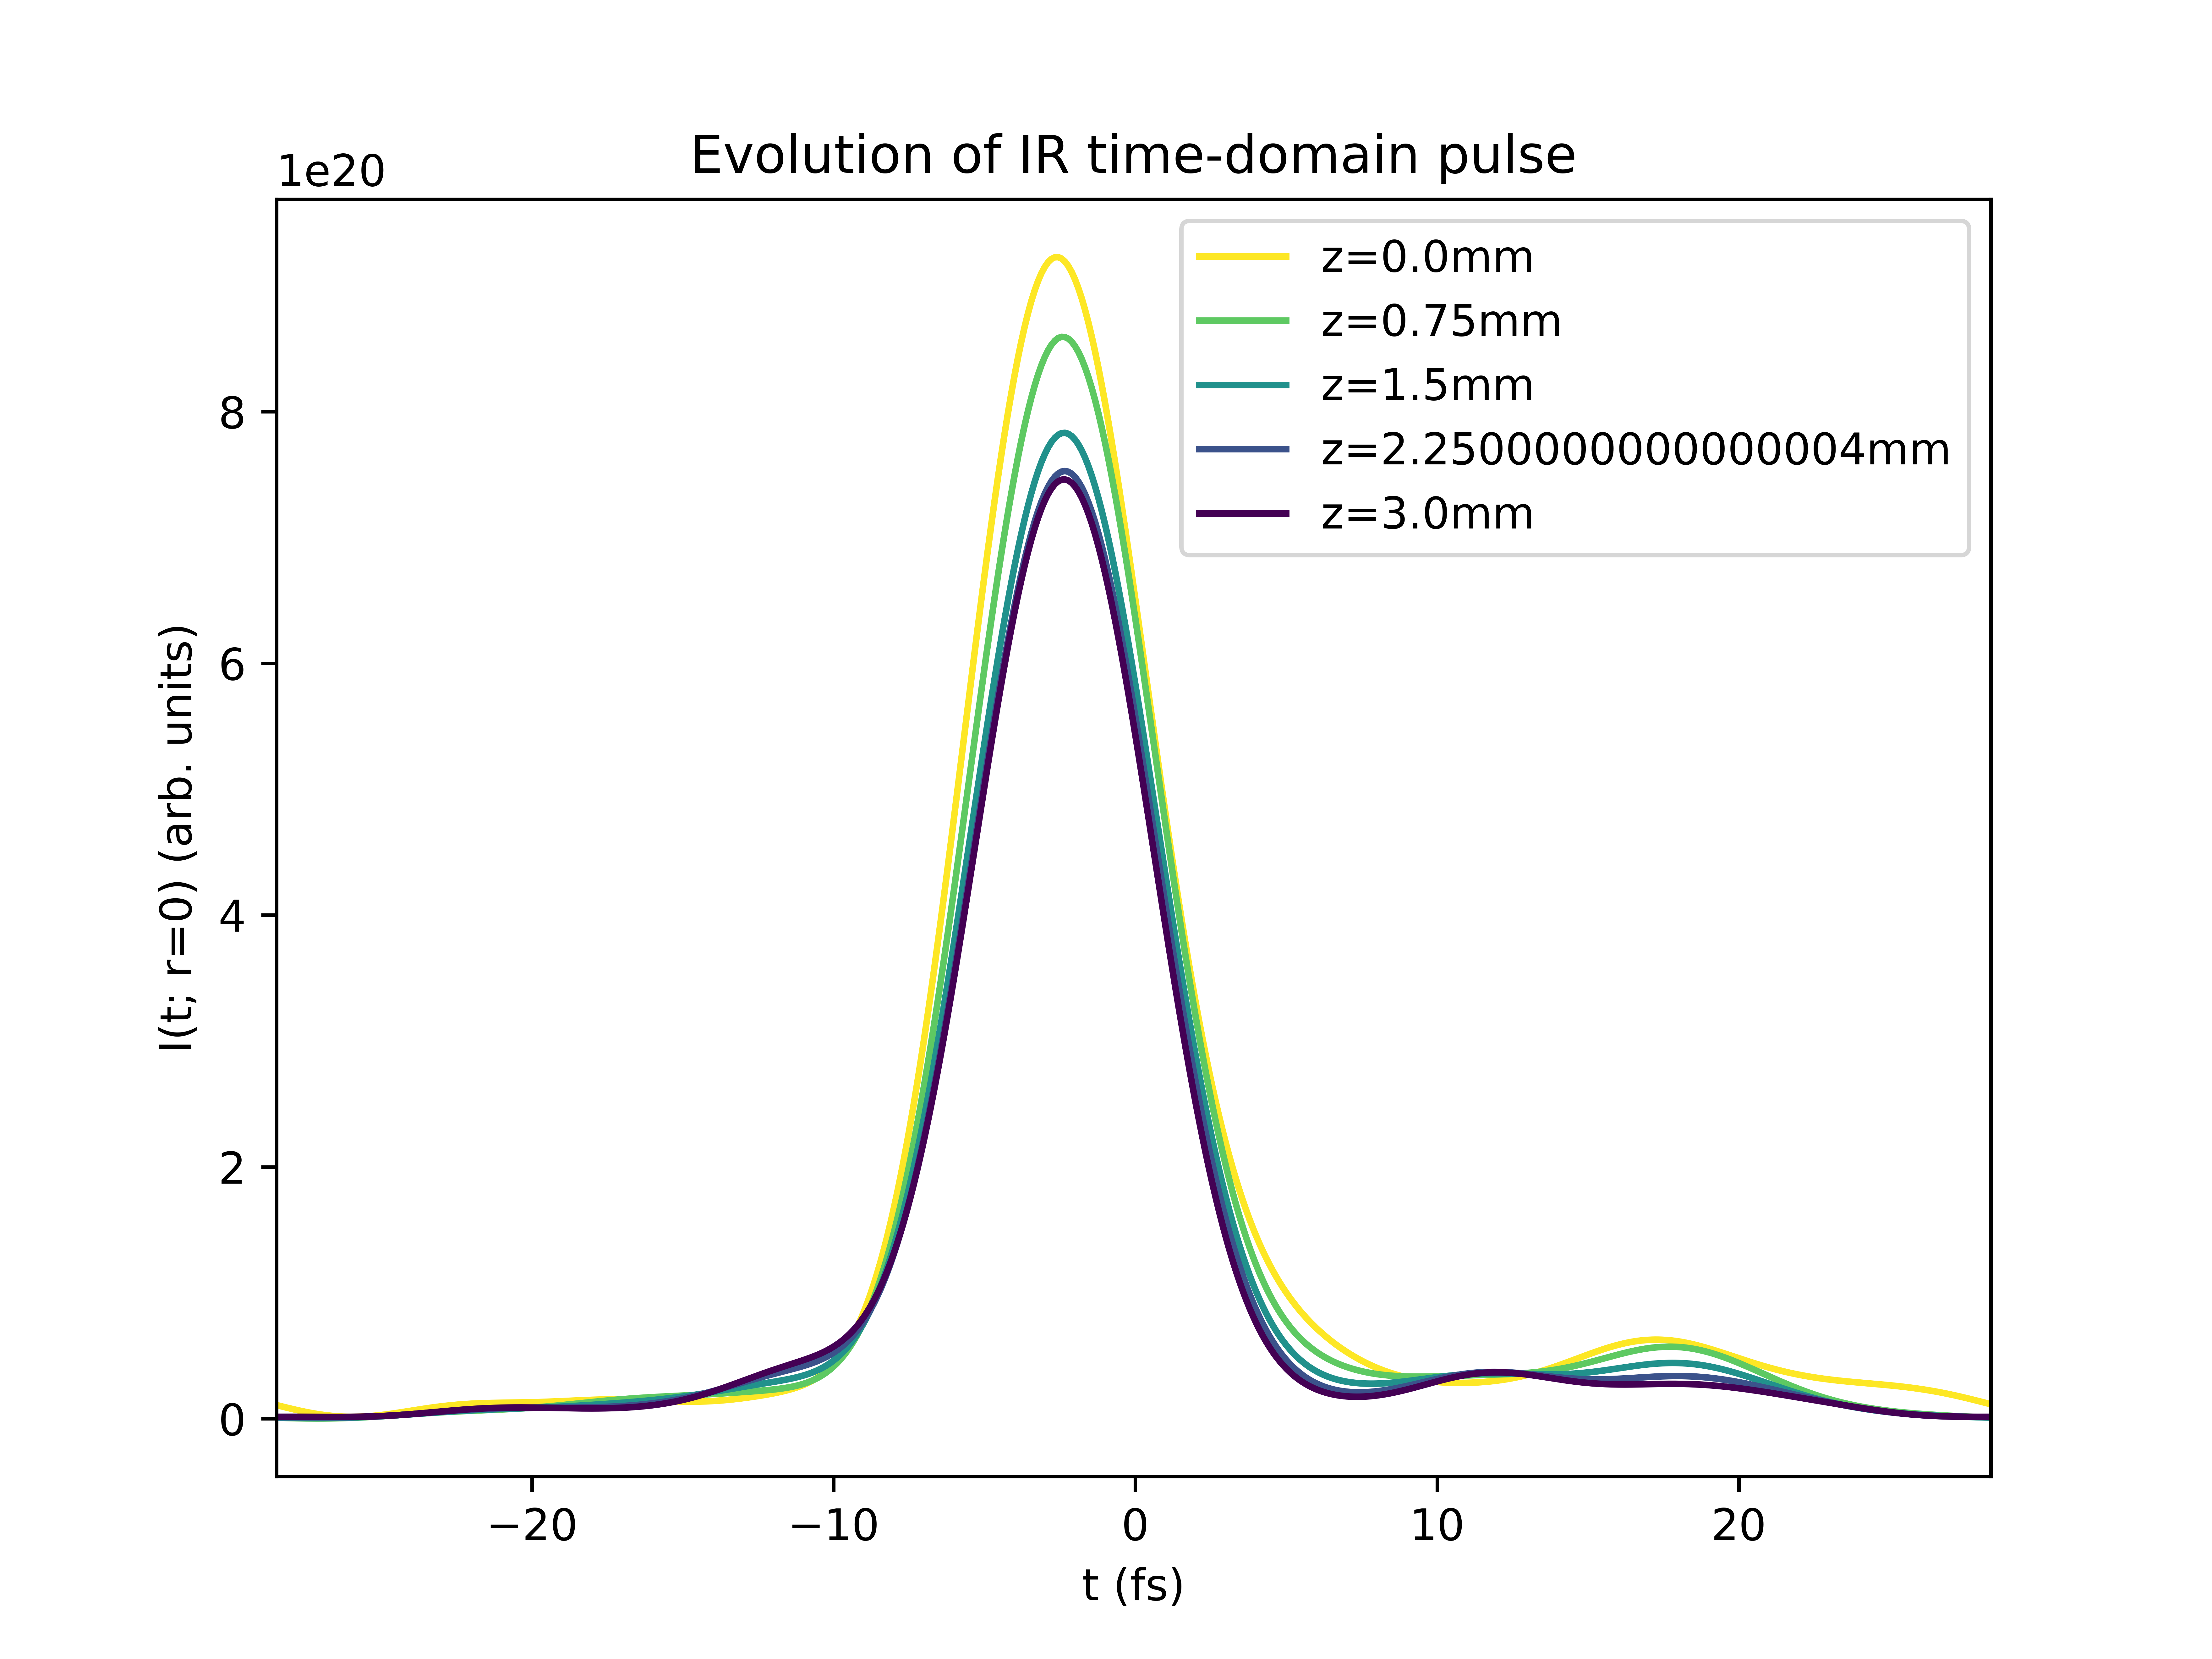 Evolution of IR time-domain pulse
1e20
z=0.0mm
z=0.75mm
z=1.5mm
z=2.2500000000000004mm
z=3.0mm
I(t; r=0) (arb. units)
8
6
4
2
0
−20 −10 0 10 20
t (fs)